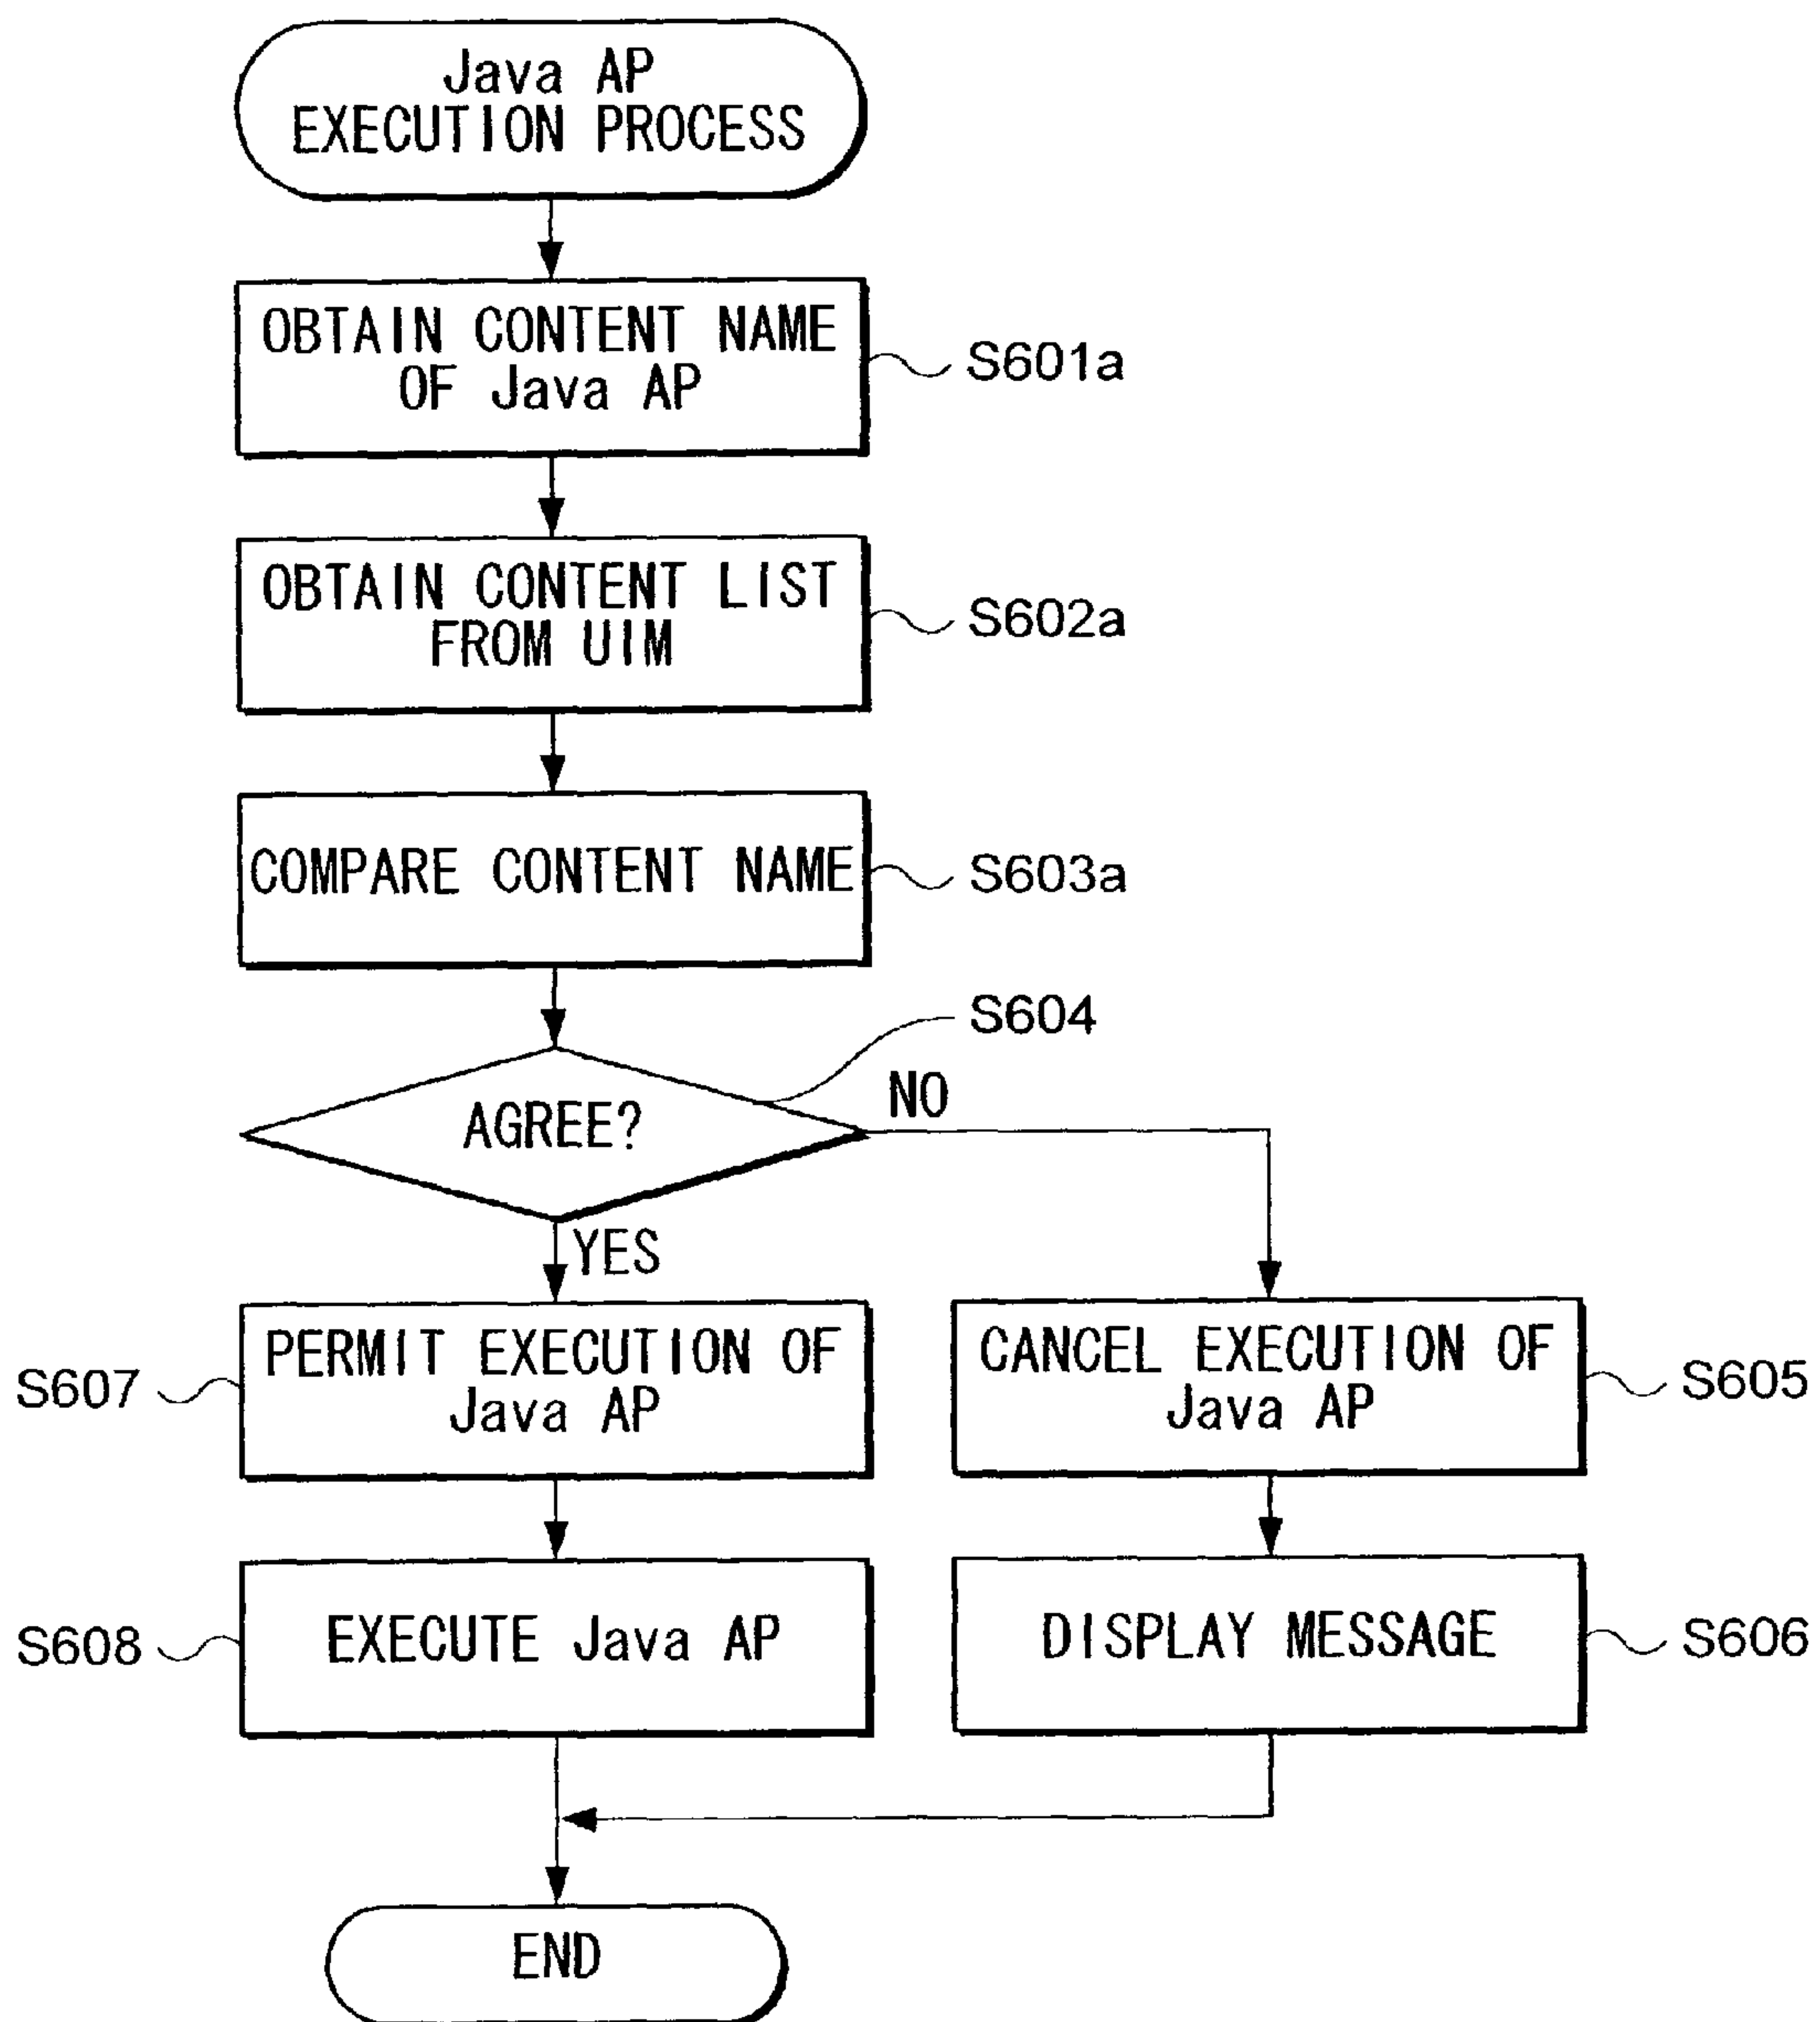 Java AP
EXECUTION PROCESS
OBTAIN CONTENT NAME
OF Java AP
S601a
OBTAIN CONTENT LIST
FROM UIM
S602a
COMPARE CONTENT NAME
S603a
S604
AGREE?
NO
YES
S607
PERMIT EXECUTION OF
Java AP
CANCEL EXECUTION OF
Java AP
S605
S608
EXECUTE Java AP
DISPLAY MESSAGE
S606
END